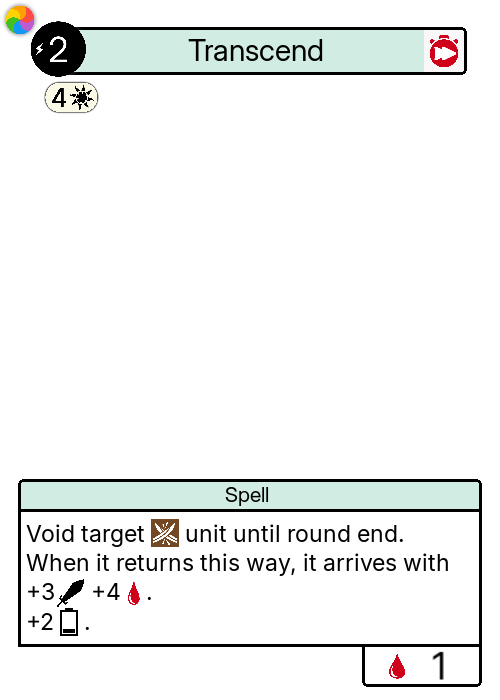 2 Transcend
4
Spell
Void target unit until round end.
When it returns this way, it arrives with
+3 +4 .
+2 .
1